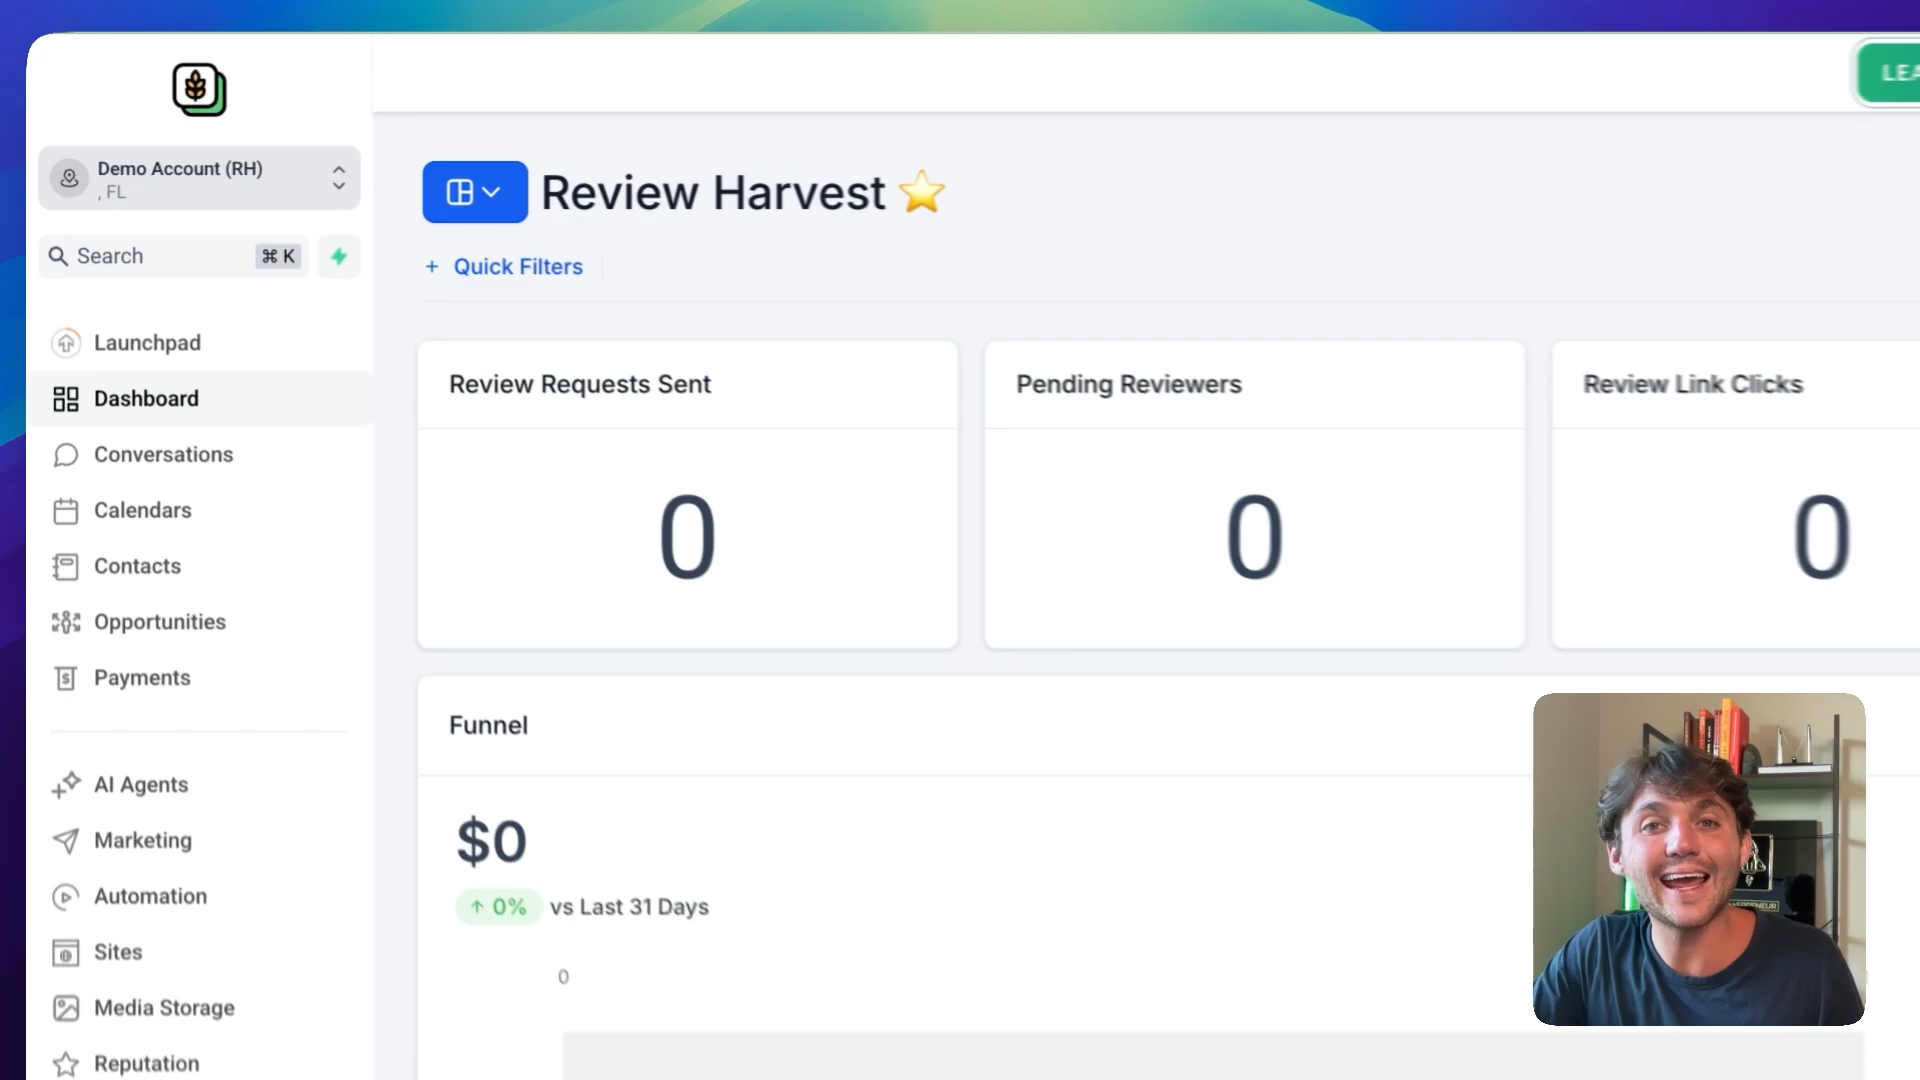 LEA
Demo Account (RH)
, FL
Search
⌘ K
Launchpad
Dashboard
Conversations
Calendars
Contacts
Opportunities
Payments
AI Agents
Marketing
Automation
Sites
Media Storage
Reputation
Review Harvest
+ Quick Filters
Review Requests Sent
0
Pending Reviewers
0
Review Link Clicks
0
Funnel
$0
↑ 0% vs Last 31 Days
0